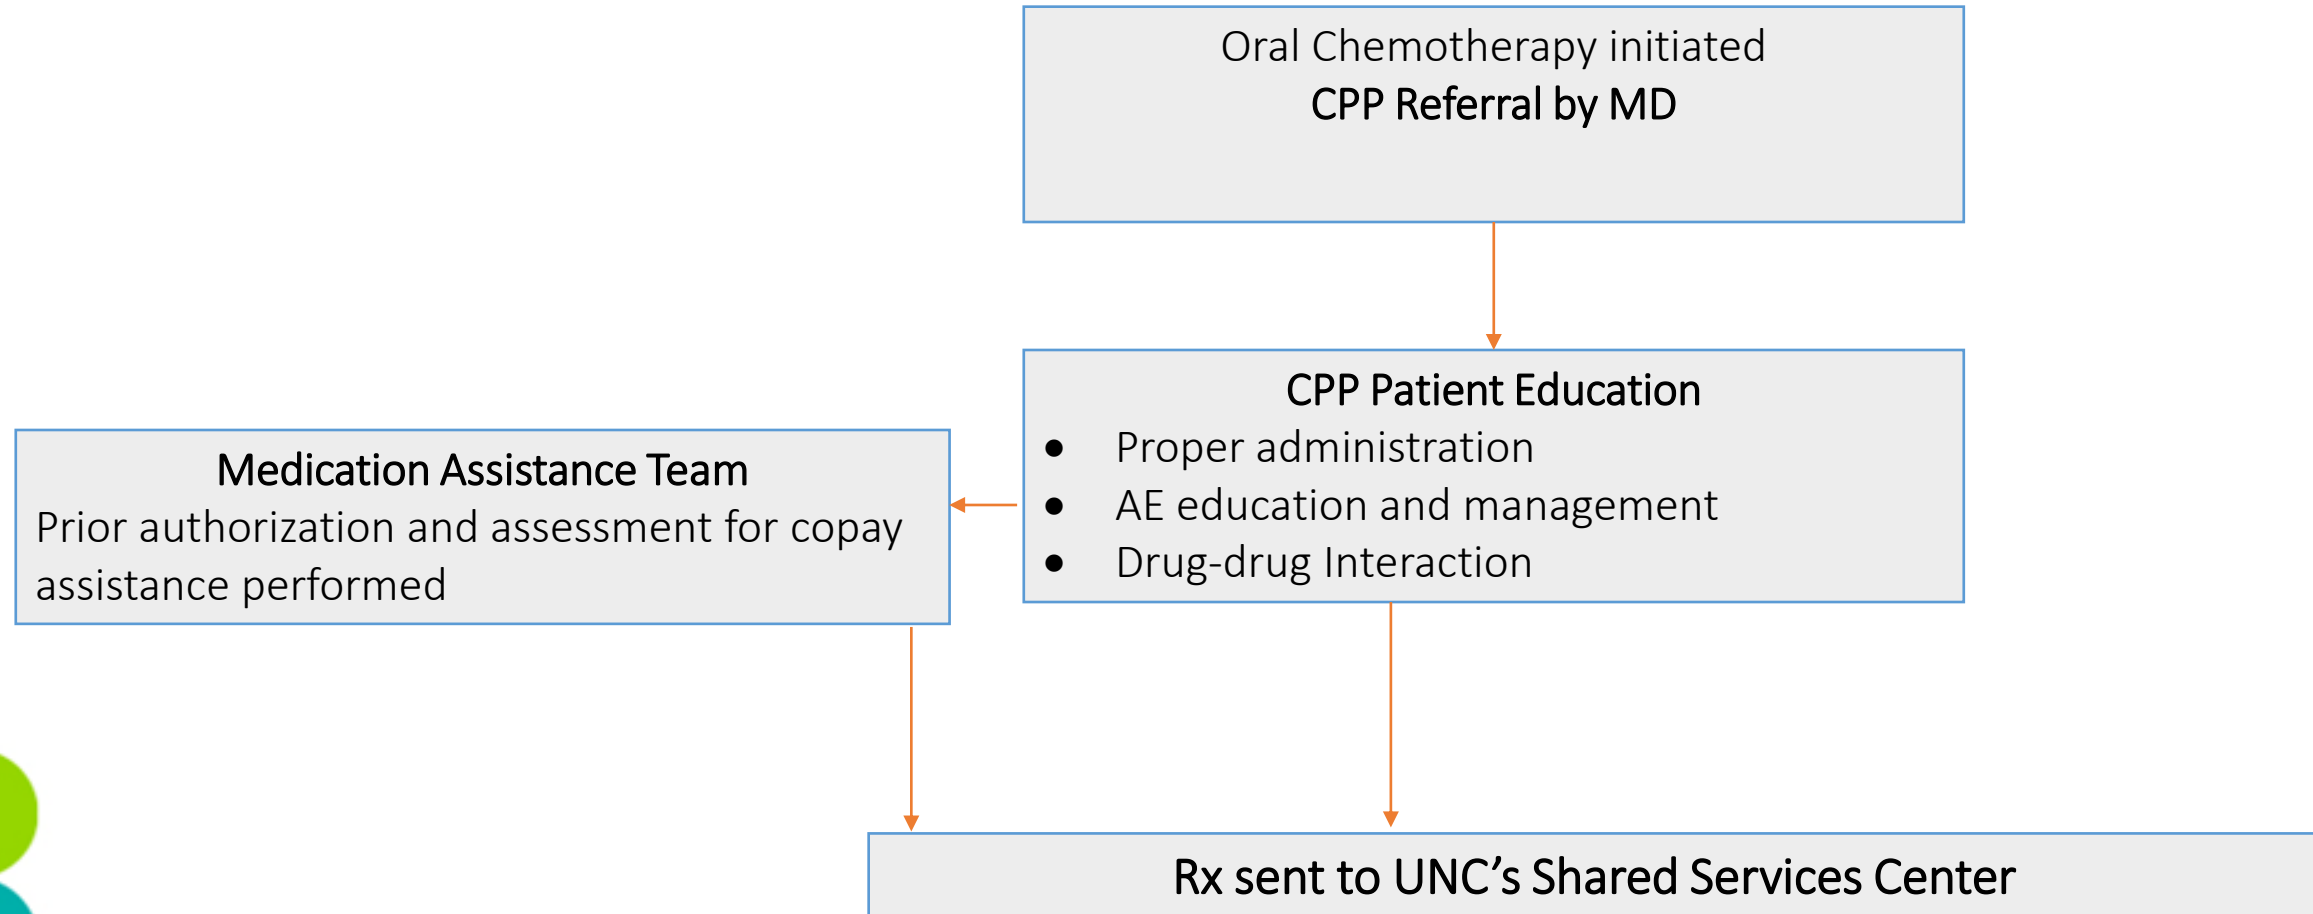 Oral Chemotherapy initiated
CPP Referral by MD
CPP Patient Education
● Proper administration
● AE education and management
● Drug-drug Interaction
Medication Assistance Team
Prior authorization and assessment for copay
assistance performed
Rx sent to UNC’s Shared Services Center